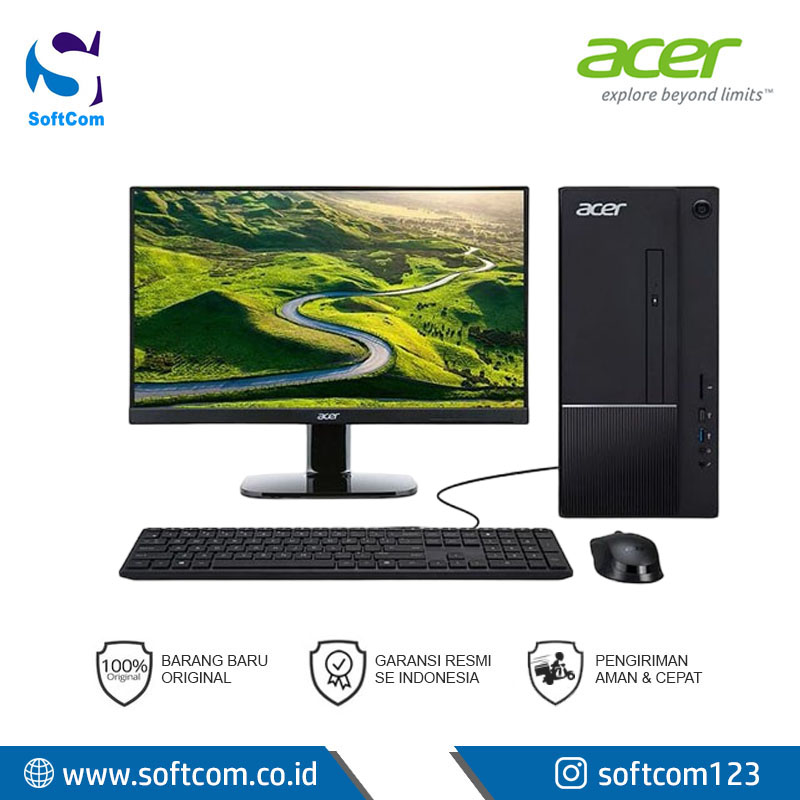 SoftCom
acer
explore beyond limits™
acer
acer
100%
Original
BARANG BARU
ORIGINAL
GARANSI RESMI
SE INDONESIA
PENGIRIMAN
AMAN & CEPAT
www.softcom.co.id
softcom123